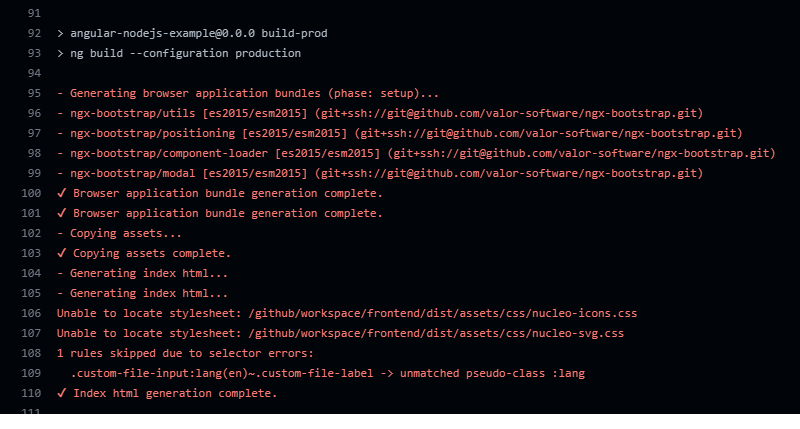 91
92 > angular-nodejs-example@0.0.0 build-prod
93 > ng build --configuration production
94
95 - Generating browser application bundles (phase: setup)...
96 - ngx-bootstrap/utils [es2015/esm2015] (git+ssh://git@github.com/valor-software/ngx-bootstrap.git)
97 - ngx-bootstrap/positioning [es2015/esm2015] (git+ssh://git@github.com/valor-software/ngx-bootstrap.git)
98 - ngx-bootstrap/component-loader [es2015/esm2015] (git+ssh://git@github.com/valor-software/ngx-bootstrap.git)
99 - ngx-bootstrap/modal [es2015/esm2015] (git+ssh://git@github.com/valor-software/ngx-bootstrap.git)
100 ✔ Browser application bundle generation complete.
101 ✔ Browser application bundle generation complete.
102 - Copying assets...
103 ✔ Copying assets complete.
104 - Generating index html...
105 - Generating index html...
106 Unable to locate stylesheet: /github/workspace/frontend/dist/assets/css/nucleo-icons.css
107 Unable to locate stylesheet: /github/workspace/frontend/dist/assets/css/nucleo-svg.css
108 1 rules skipped due to selector errors:
109 .custom-file-input:lang(en)~.custom-file-label -> unmatched pseudo-class :lang
110 ✔ Index html generation complete.
111